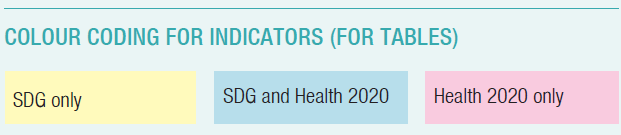 COLOUR CODING FOR INDICATORS (FOR TABLES)
SDG only
SDG and Health 2020
Health 2020 only